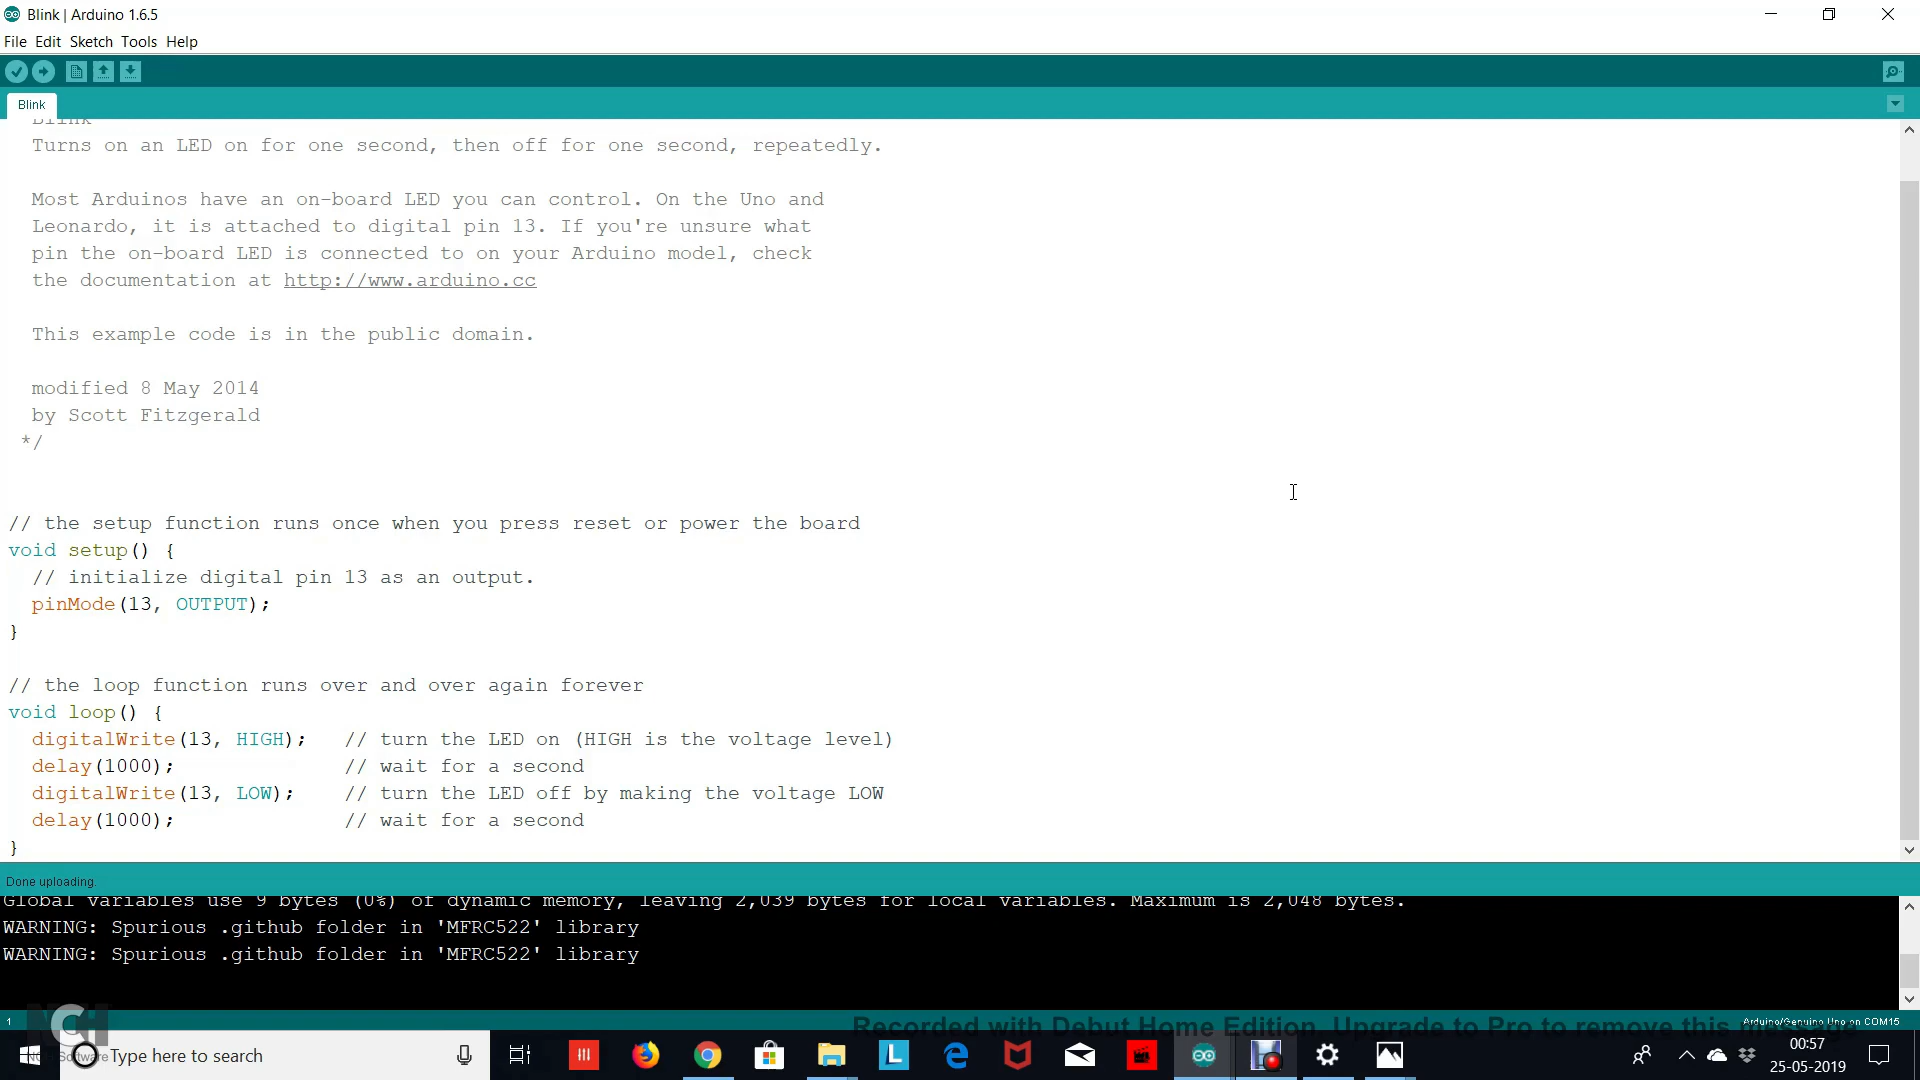 Blink | Arduino 1.6.5
File Edit Sketch Tools Help
Blink
Blink
Turns on an LED on for one second, then off for one second, repeatedly.
Most Arduinos have an on-board LED you can control. On the Uno and
Leonardo, it is attached to digital pin 13. If you're unsure what
pin the on-board LED is connected to on your Arduino model, check
the documentation at http://www.arduino.cc
This example code is in the public domain.
modified 8 May 2014
by Scott Fitzgerald
*/
// the setup function runs once when you press reset or power the board
void setup() {
// initialize digital pin 13 as an output.
pinMode(13, OUTPUT);
}
// the loop function runs over and over again forever
void loop() {
digitalWrite(13, HIGH); // turn the LED on (HIGH is the voltage level)
delay(1000); // wait for a second
digitalWrite(13, LOW); // turn the LED off by making the voltage LOW
delay(1000); // wait for a second
}
Done uploading.
Global variables use 9 bytes (0%) of dynamic memory, leaving 2,039 bytes for local variables. Maximum is 2,048 bytes.
WARNING: Spurious .github folder in 'MFRC522' library
WARNING: Spurious .github folder in 'MFRC522' library
1
Arduino/Genuino Uno on COM15
NCH
Recorded with Debut Home Edition. Upgrade to Pro to remove this message.
NCH Software
Type here to search
L
00:57
25-05-2019